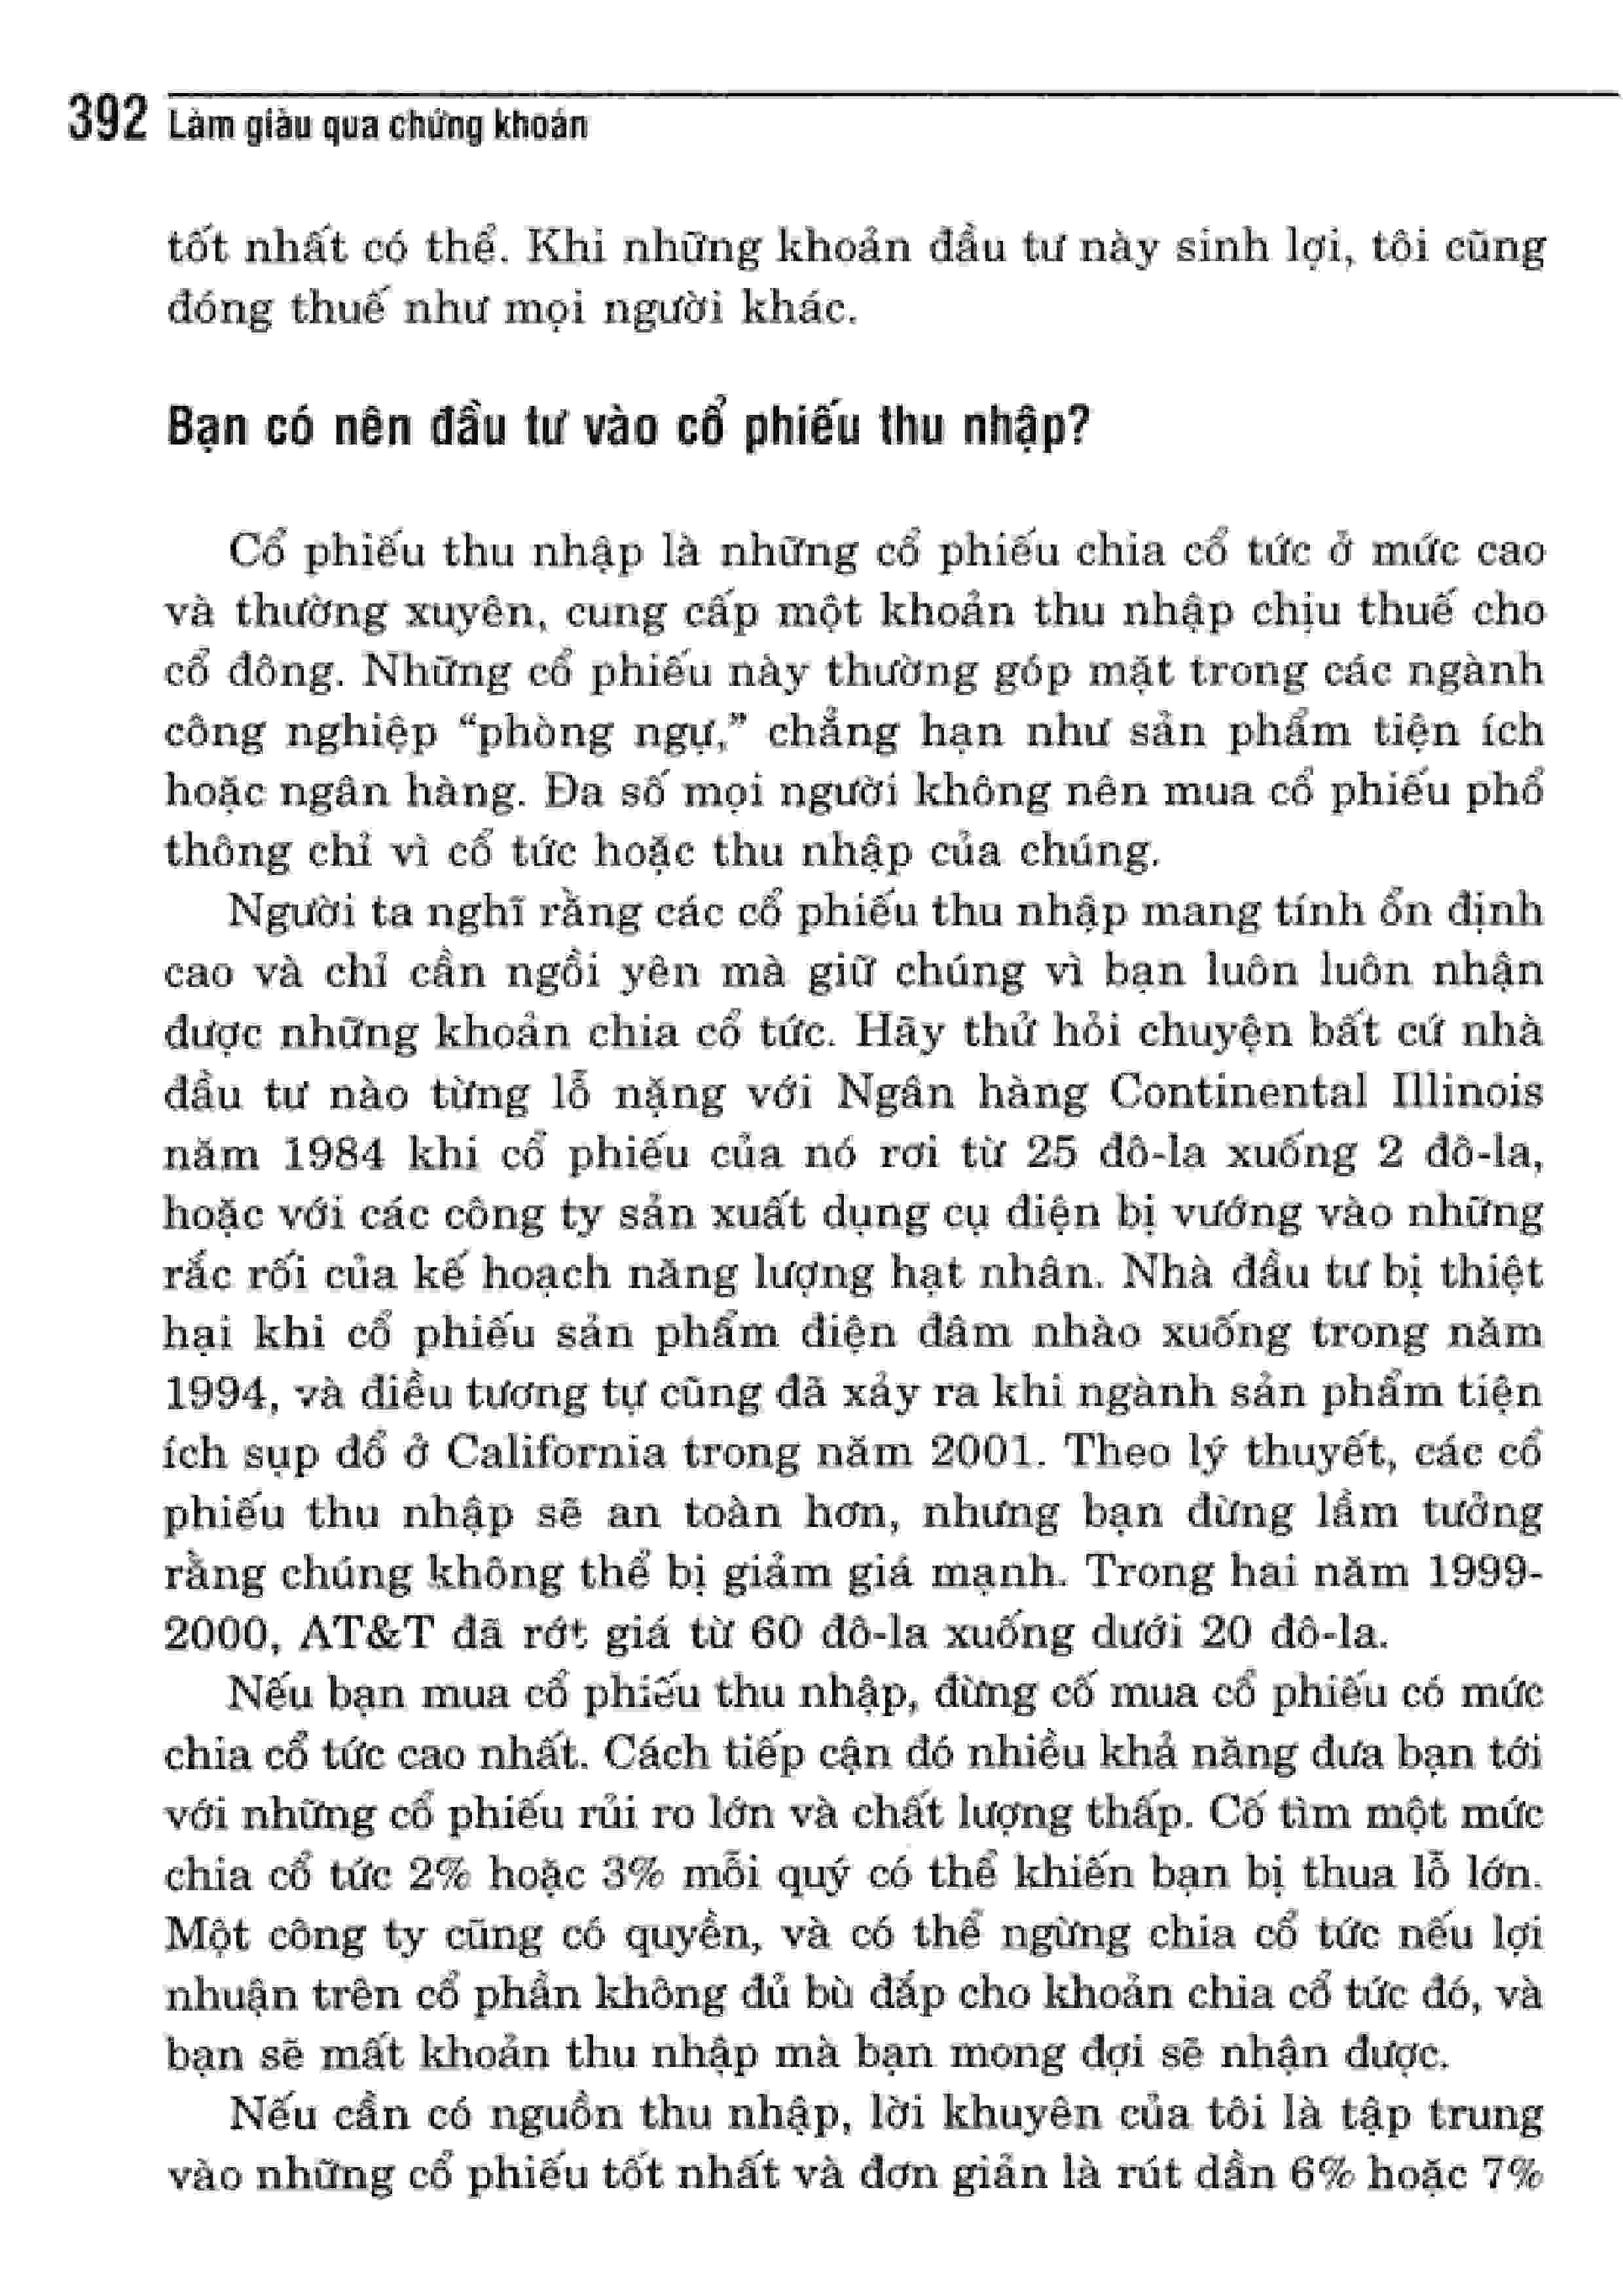 392 Làm giàu qua chứng khoán
tốt nhất có thể. Khi những khoản đầu tư này sinh lợi, tôi cũng
đóng thuế như mọi người khác.
Bạn có nên đầu tư vào cổ phiếu thu nhập?
Cổ phiếu thu nhập là những cổ phiếu chia cổ tức ở mức cao
và thường xuyên, cung cấp một khoản thu nhập chịu thuế cho
cổ đông. Những cổ phiếu này thường góp mặt trong các ngành
công nghiệp “phòng ngự,” chẳng hạn như sản phẩm tiện ích
hoặc ngân hàng. Đa số mọi người không nên mua cổ phiếu phổ
thông chỉ vì cổ tức hoặc thu nhập của chúng.
Người ta nghĩ rằng các cổ phiếu thu nhập mang tính ổn định
cao và chỉ cần ngồi yên mà giữ chúng vì bạn luôn luôn nhận
được những khoản chia cổ tức. Hãy thử hỏi chuyện bất cứ nhà
đầu tư nào từng lỗ nặng với Ngân hàng Continental Illinois
năm 1984 khi cổ phiếu của nó rơi từ 25 đô-la xuống 2 đô-la,
hoặc với các công ty sản xuất dụng cụ điện bị vướng vào những
rắc rối của kế hoạch năng lượng hạt nhân. Nhà đầu tư bị thiệt
hại khi cổ phiếu sản phẩm điện đâm nhào xuống trong năm
1994, và điều tương tự cũng đã xảy ra khi ngành sản phẩm tiện
ích sụp đổ ở California trong năm 2001. Theo lý thuyết, các cổ
phiếu thu nhập sẽ an toàn hơn, nhưng bạn đừng lầm tưởng
rằng chúng không thể bị giảm giá mạnh. Trong hai năm 1999-
2000, AT&T đã rớt giá từ 60 đô-la xuống dưới 20 đô-la.
Nếu bạn mua cổ phiếu thu nhập, đừng cố mua cổ phiếu có mức
chia cổ tức cao nhất. Cách tiếp cận đó nhiều khả năng đưa bạn tới
với những cổ phiếu rủi ro lớn và chất lượng thấp. Cố tìm một mức
chia cổ tức 2% hoặc 3% mỗi quý có thể khiến bạn bị thua lỗ lớn.
Một công ty cũng có quyền, và có thể ngừng chia cổ tức nếu lợi
nhuận trên cổ phần không đủ bù đắp cho khoản chia cổ tức đó, và
bạn sẽ mất khoản thu nhập mà bạn mong đợi sẽ nhận được.
Nếu cần có nguồn thu nhập, lời khuyên của tôi là tập trung
vào những cổ phiếu tốt nhất và đơn giản là rút dần 6% hoặc 7%